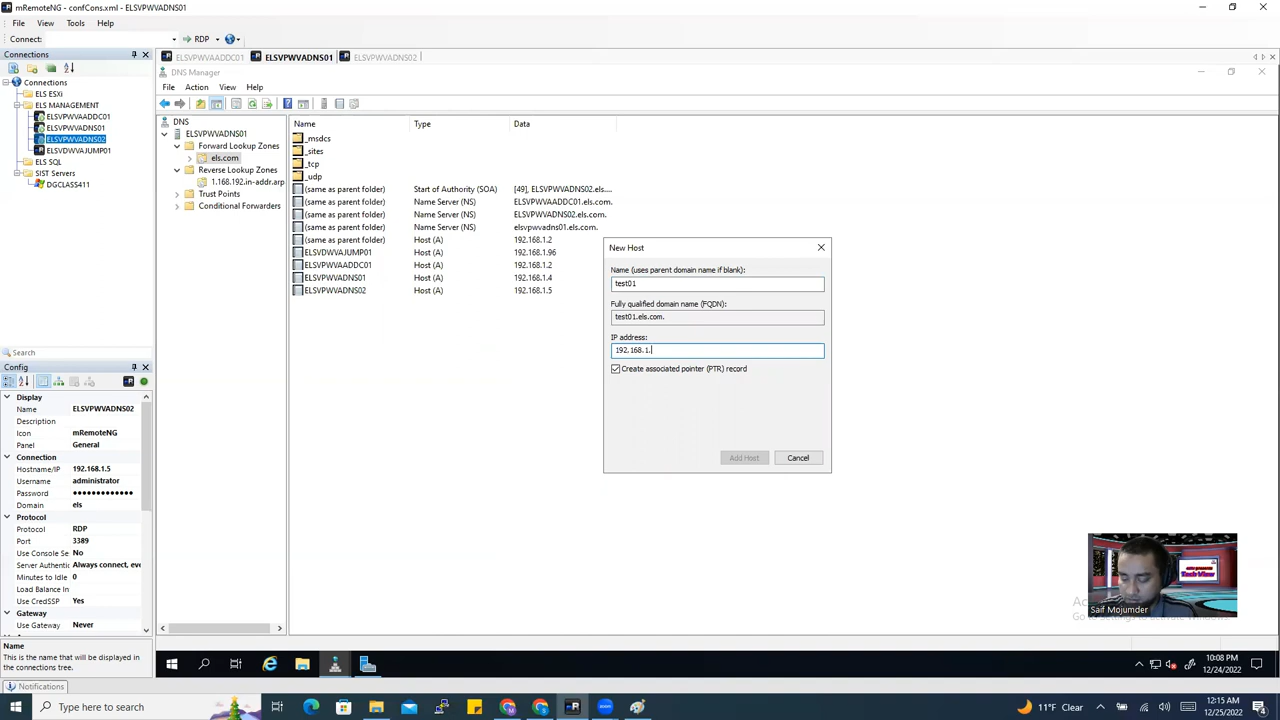 mRemoteNG - confCons.xml - ELSVPWVADNS02
File View Tools Help
Connect: RDP
Connections
ELSVPWVAADDC01 ELSVPWVADNS01 ELSVPWVADNS02
DNS Manager
File Action View Help
Connections
ELS ESXi
ELS MANAGEMENT
ELSVPWVAADDC01
ELSVPWVADNS01
ELSVPWVADNS02
ELSVDWVAJUMP01
ELS SQL
SIST Servers
DGCLASS411
Search
DNS
ELSVPWVADNS01
Forward Lookup Zones
els.com
Reverse Lookup Zones
1.168.192.in-addr.arp
Trust Points
Conditional Forwarders
Name Type Data
_msdcs
_sites
_tcp
_udp
(same as parent folder) Start of Authority (SOA) [49], ELSVPWVADNS02.els....
(same as parent folder) Name Server (NS) ELSVPWVAADDC01.els.com.
(same as parent folder) Name Server (NS) ELSVPWVADNS02.els.com.
(same as parent folder) Name Server (NS) elsvpwvadns01.els.com.
(same as parent folder) Host (A) 192.168.1.2
ELSVDWVAJUMP01 Host (A) 192.168.1.96
ELSVPWVAADDC01 Host (A) 192.168.1.2
ELSVPWVADNS01 Host (A) 192.168.1.4
ELSVPWVADNS02 Host (A) 192.168.1.5
New Host
Name (uses parent domain name if blank):
test01
Fully qualified domain name (FQDN):
test01.els.com.
IP address:
192.168.1.
Create associated pointer (PTR) record
Add Host Cancel
Config
Display
Name ELSVPWVADNS02
Description
Icon mRemoteNG
Panel General
Connection
Hostname/IP 192.168.1.5
Username administrator
Password ●●●●●●●●●●●●
Domain els
Protocol
Protocol RDP
Port 3389
Use Console Se No
Server Authentic Always connect, eve
Minutes to Idle 0
Load Balance In
Use CredSSP Yes
Gateway
Use Gateway Never
Name
This is the name that will be displayed in the connections tree.
Notifications
Tech View
Saif Mojumder
10:08 PM
12/24/2022
Type here to search
11°F Clear
12:15 AM
12/25/2022